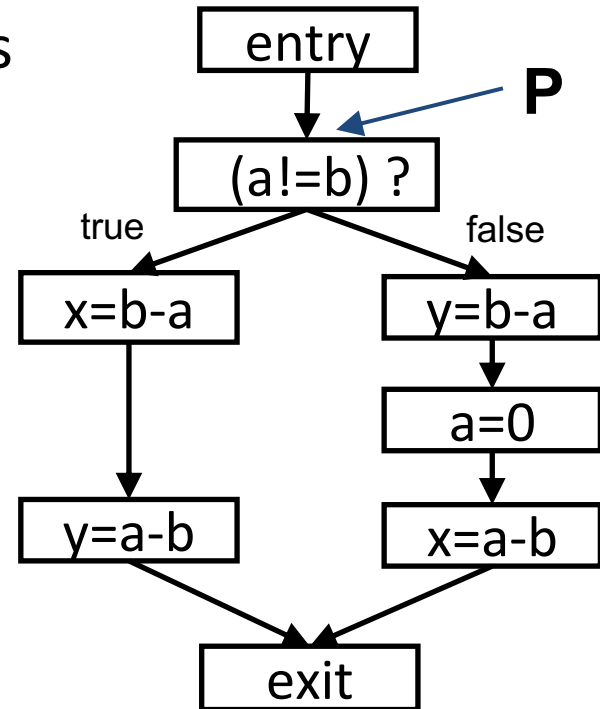 s
entry
P
(a!=b) ?
true
false
x=b-a
y=b-a
a=0
y=a-b
x=a-b
exit